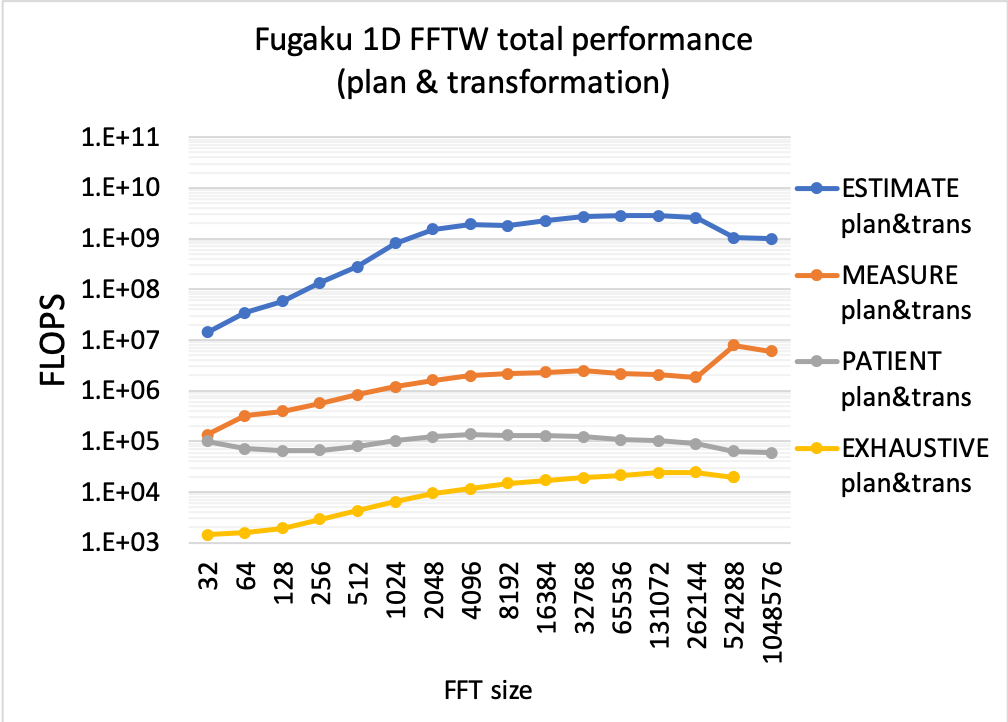 Fugaku 1D FFTW total performance
(plan & transformation)
FLOPS
1.E+11
1.E+10
1.E+09
1.E+08
1.E+07
1.E+06
1.E+05
1.E+04
1.E+03
32
64
128
256
512
1024
2048
4096
8192
16384
32768
65536
131072
262144
524288
1048576
FFT size
ESTIMATE
plan&trans
MEASURE
plan&trans
PATIENT
plan&trans
EXHAUSTIVE
plan&trans